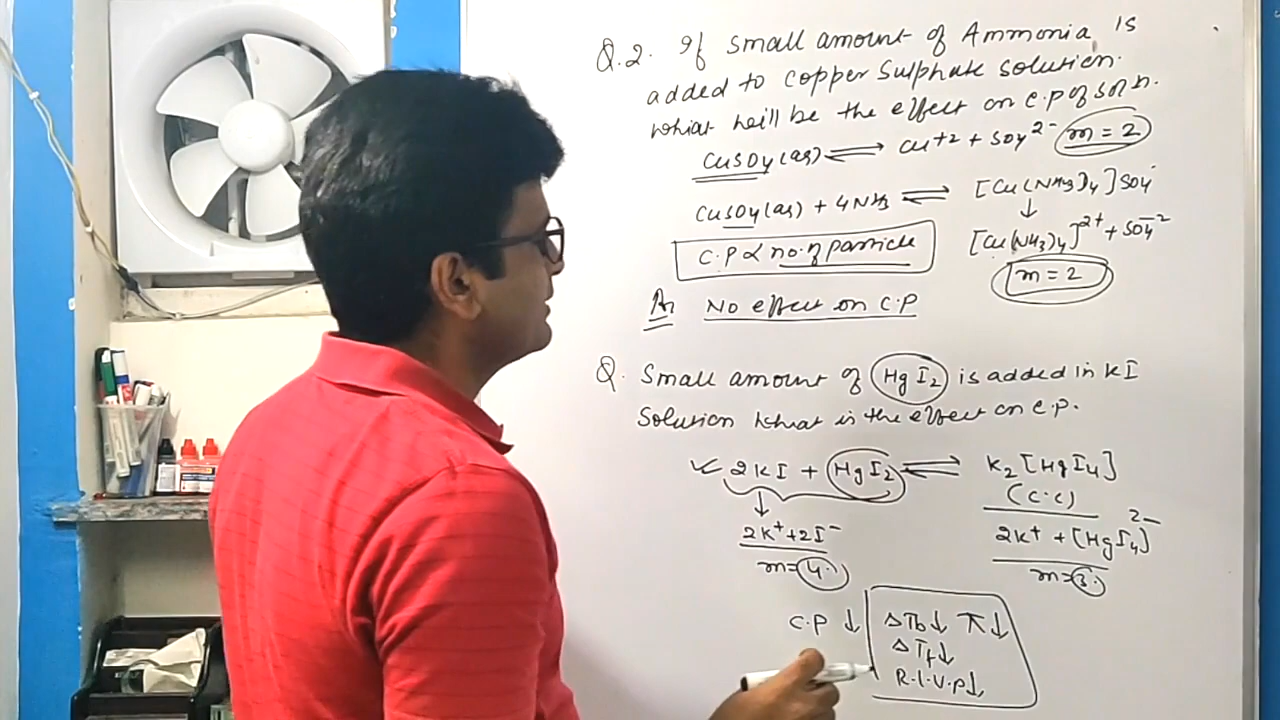 Q.2. If small amount of Ammonia is
added to copper Sulphate solution.
What will be the effect on C.P of soln.
CuSO4(aq) ⇌ Cu+2 + SO4 2- m = 2
CuSO4(aq) + 4NH3 ⇌ [Cu(NH3)4]SO4
↓
[Cu(NH3)4]2+ + SO4-2
C.P ∝ no. of particle
m = 2
An No effect on C.P
Q. Small amount of HgI2 is added in KI
Solution what is the effect on C.P.
2KI + HgI2 ⇌ K2[HgI4]
(C.C)
↓
2K+ + 2I- 2K+ + [HgI4]2-
m = 4. m = 3.
C.P ↓ ΔTb↓ π↓
ΔTf↓
R.L.V.P↓